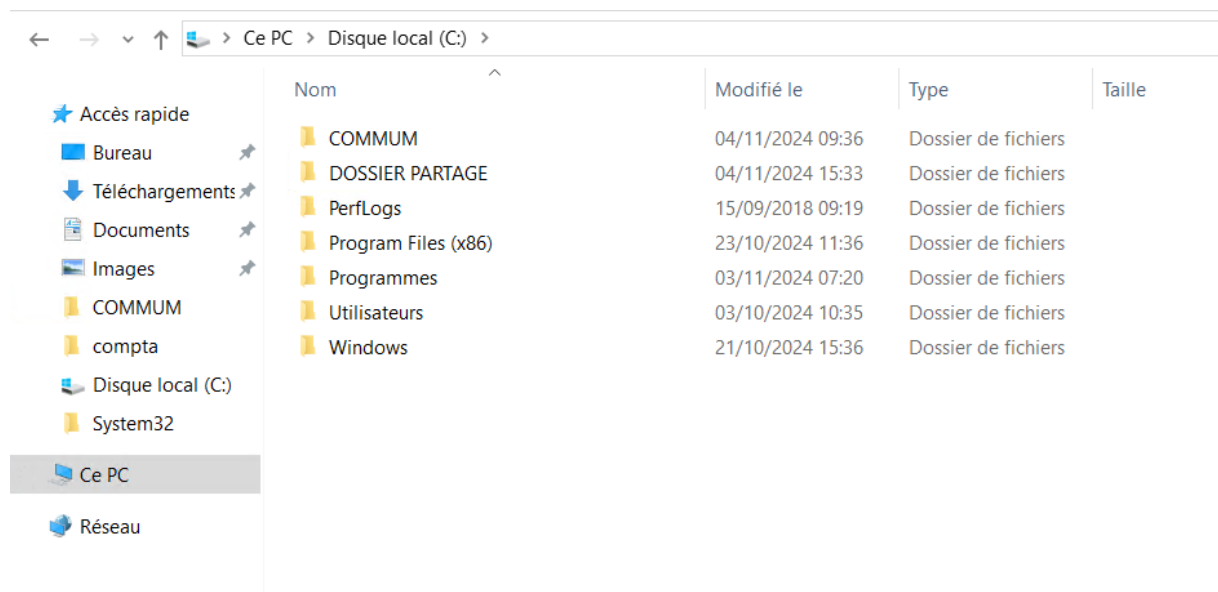 Ce PC > Disque local (C:) >
Nom Modifié le Type Taille
Accès rapide
Bureau
Téléchargements
Documents
Images
COMMUM
compta
Disque local (C:)
System32
Ce PC
Réseau
COMMUM 04/11/2024 09:36 Dossier de fichiers
DOSSIER PARTAGE 04/11/2024 15:33 Dossier de fichiers
PerfLogs 15/09/2018 09:19 Dossier de fichiers
Program Files (x86) 23/10/2024 11:36 Dossier de fichiers
Programmes 03/11/2024 07:20 Dossier de fichiers
Utilisateurs 03/10/2024 10:35 Dossier de fichiers
Windows 21/10/2024 15:36 Dossier de fichiers